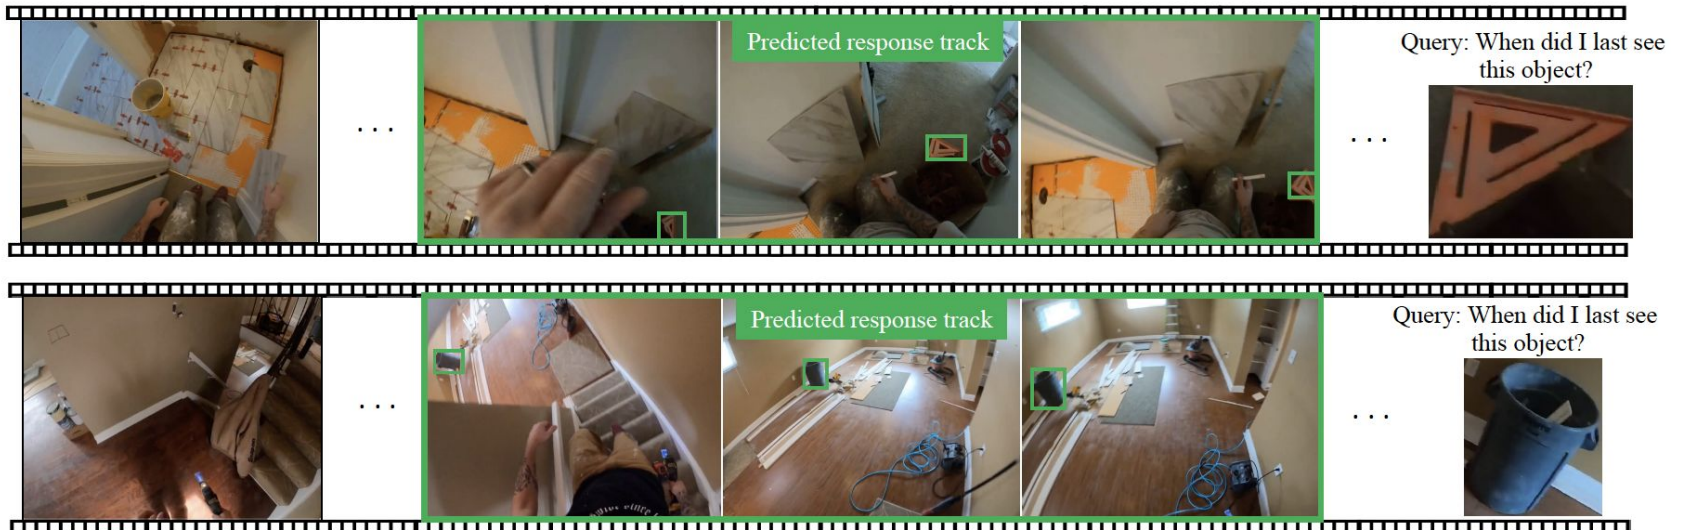 Predicted response track
Query: When did I last see
this object?
. . .
. . .
Predicted response track
Query: When did I last see
this object?
. . .
. . .